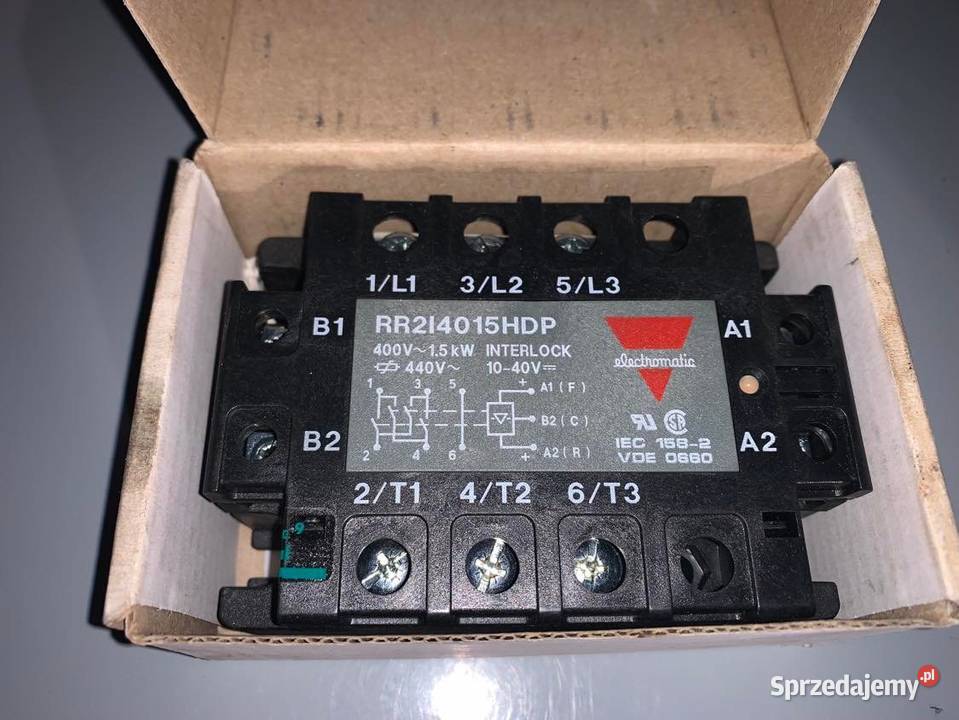 1/L1 3/L2 5/L3
B1
RR2I4015HDP
A1
400V~1.5kW INTERLOCK
440V~ 10-40V
electromatic
1 3 5
+ A1 (F)
B2 (C)
+ A2 (R)
2 4 6
IEC 158-2
VDE 0660
B2
A2
2/T1 4/T2 6/T3
Sprzedajemy.pl